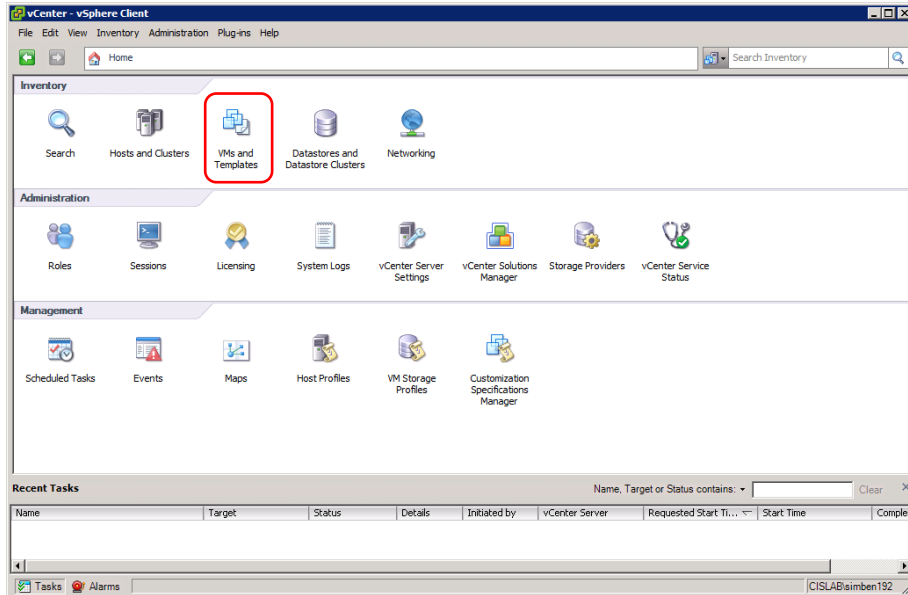 vCenter - vSphere Client
File Edit View Inventory Administration Plug-ins Help
Home
Search Inventory
Inventory
Search Hosts and Clusters VMs and Templates Datastores and Datastore Clusters Networking
Administration
Roles Sessions Licensing System Logs vCenter Server Settings vCenter Solutions Manager Storage Providers vCenter Service Status
Management
Scheduled Tasks Events Maps Host Profiles VM Storage Profiles Customization Specifications Manager
Recent Tasks Name, Target or Status contains: Clear
Name Target Status Details Initiated by vCenter Server Requested Start Ti... Start Time Comple
Tasks Alarms CISLAB\simben192